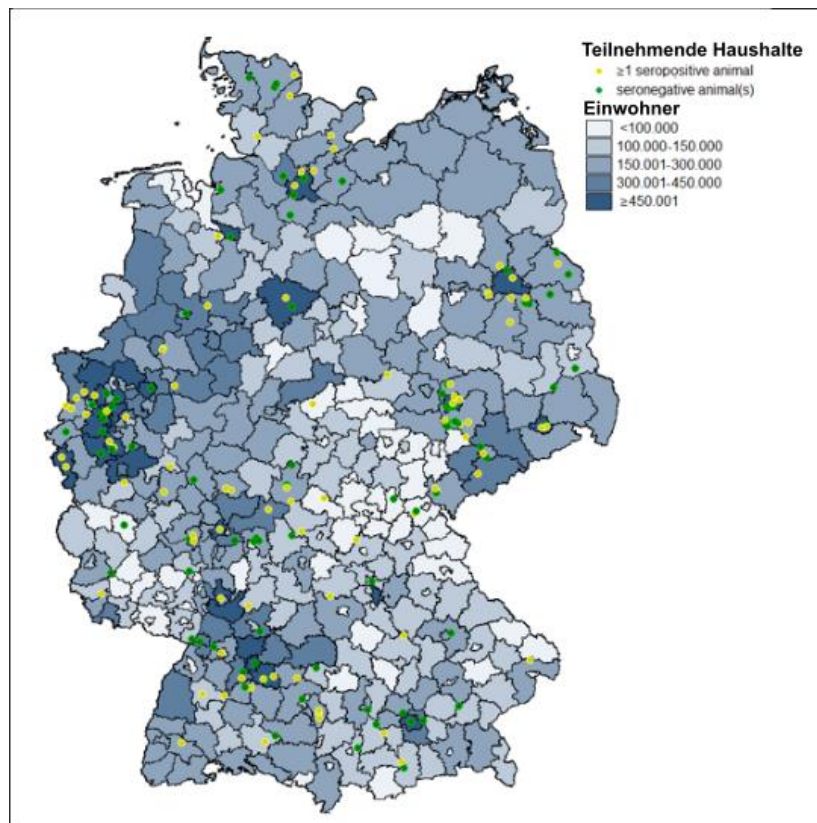 Teilnehmende Haushalte
≥1 seropositive animal
seronegative animal(s)
Einwohner
<100.000
100.000-150.000
150.001-300.000
300.001-450.000
≥450.001